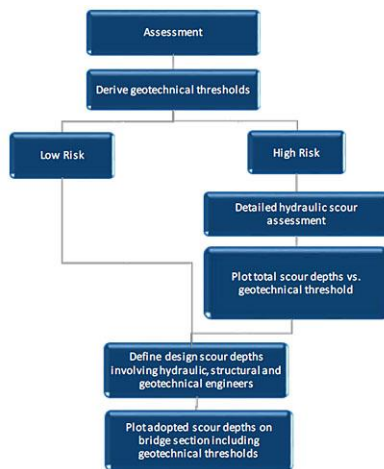 Assessment
Derive geotechnical thresholds
Low Risk
High Risk
Detailed hydraulic scour
assessment
Plot total scour depths vs.
geotechnical threshold
Define design scour depths
involving hydraulic, structural and
geotechnical engineers
Plot adopted scour depths on
bridge section including
geotechnical thresholds